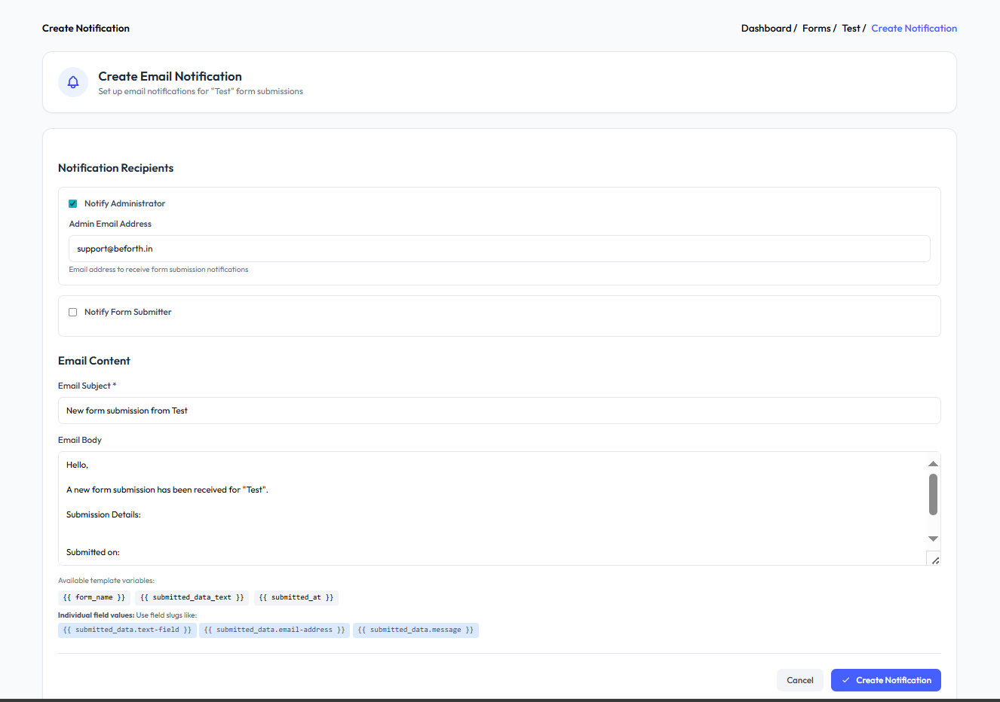 Create Notification
Dashboard / Forms / Test / Create Notification
Create Email Notification
Set up email notifications for "Test" form submissions
Notification Recipients
Notify Administrator
Admin Email Address
support@beforth.in
Email address to receive form submission notifications
Notify Form Submitter
Email Content
Email Subject *
New form submission from Test
Email Body
Hello,
A new form submission has been received for "Test".
Submission Details:
Submitted on:
Available template variables:
{{ form_name }} {{ submitted_data_text }} {{ submitted_at }}
Individual field values: Use field slugs like:
{{ submitted_data.text-field }} {{ submitted_data.email-address }} {{ submitted_data.message }}
Cancel Create Notification